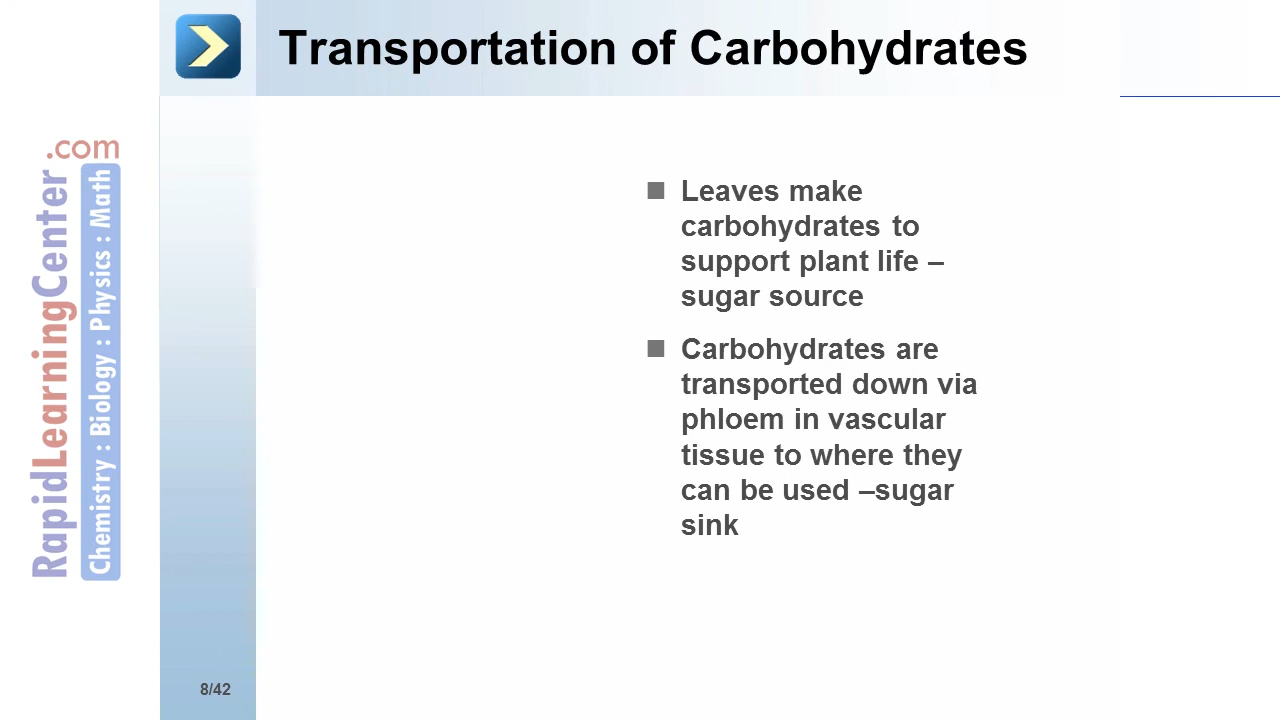 Transportation of Carbohydrates
.com
RapidLearningCenter
Chemistry : Biology : Physics : Math
■ Leaves make
carbohydrates to
support plant life –
sugar source
■ Carbohydrates are
transported down via
phloem in vascular
tissue to where they
can be used –sugar
sink
8/42